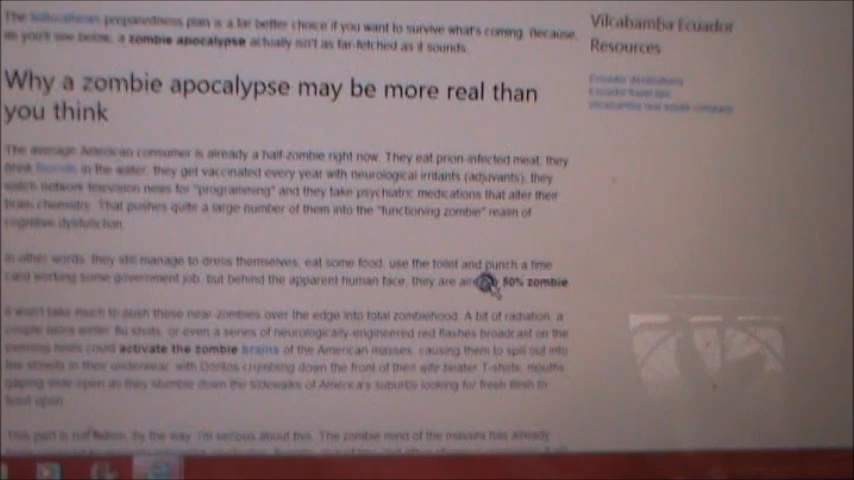 The preparedness plan is a far better choice if you want to survive what's coming. Because,
as you'll see below, a zombie apocalypse actually isn't as far-fetched as it sounds.
Vilcabamba Ecuador
Resources
Why a zombie apocalypse may be more real than
you think
Ecuador destinations
Ecuador
Vilcabamba real estate company
The average American consumer is already a half-zombie right now. They eat prion-infected meat, they
drink fluoride in the water, they get vaccinated every year with neurological irritants (adjuvants), they
watch network television news for "programming" and they take psychiatric medications that alter their
brain chemistry. That pushes quite a large number of them into the "functioning zombie" realm of
cognitive dysfunction.
In other words, they still manage to dress themselves, eat some food, use the toilet and punch a time
card working some government job, but behind the apparent human face, they are 50% zombie
It won't take much to push these near-zombies over the edge into total zombiehood. A bit of radiation, a
couple more winter flu shots, or even a series of neurologically-engineered red flashes broadcast on the
evening news could activate the zombie brains of the American masses, causing them to spill out into
the streets in their underwear, with Doritos crumbling down the front of their wife beater T-shirts, mouths
gaping wide open as they stumble down the sidewalks of America's suburbs looking for fresh flesh to
feast upon.
This part is not fiction, by the way. I'm serious about this. The zombie mind of the masses has already